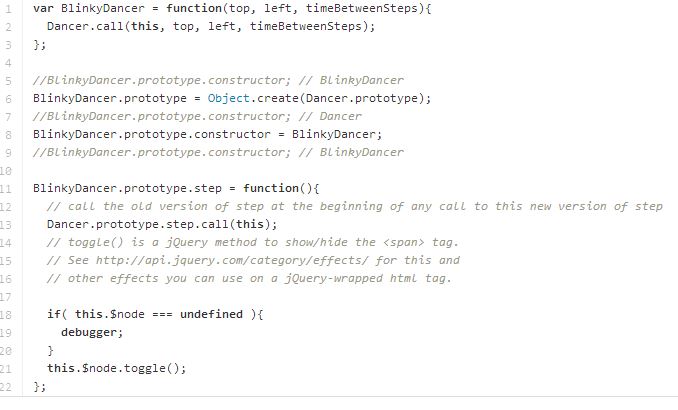 1 var BlinkyDancer = function(top, left, timeBetweenSteps){
2   Dancer.call(this, top, left, timeBetweenSteps);
3 };
4
5 //BlinkyDancer.prototype.constructor; // BlinkyDancer
6 BlinkyDancer.prototype = Object.create(Dancer.prototype);
7 //BlinkyDancer.prototype.constructor; // Dancer
8 BlinkyDancer.prototype.constructor = BlinkyDancer;
9 //BlinkyDancer.prototype.constructor; // BlinkyDancer
10
11 BlinkyDancer.prototype.step = function(){
12   // call the old version of step at the beginning of any call to this new version of step
13   Dancer.prototype.step.call(this);
14   // toggle() is a jQuery method to show/hide the <span> tag.
15   // See http://api.jquery.com/category/effects/ for this and
16   // other effects you can use on a jQuery-wrapped html tag.
17
18   if( this.$node === undefined ){
19     debugger;
20   }
21   this.$node.toggle();
22 };